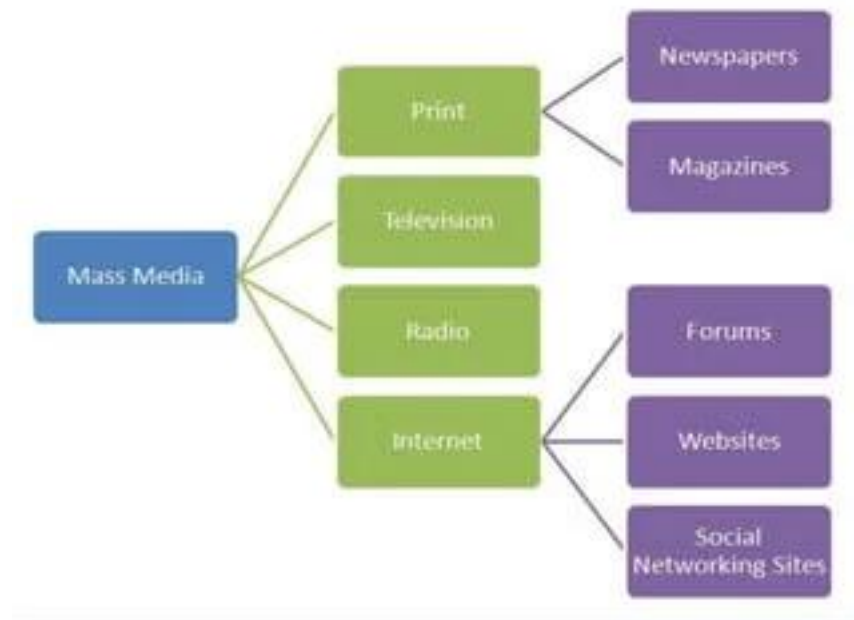 Mass Media
Print
Television
Radio
Internet
Newspapers
Magazines
Forums
Websites
Social
Networking Sites